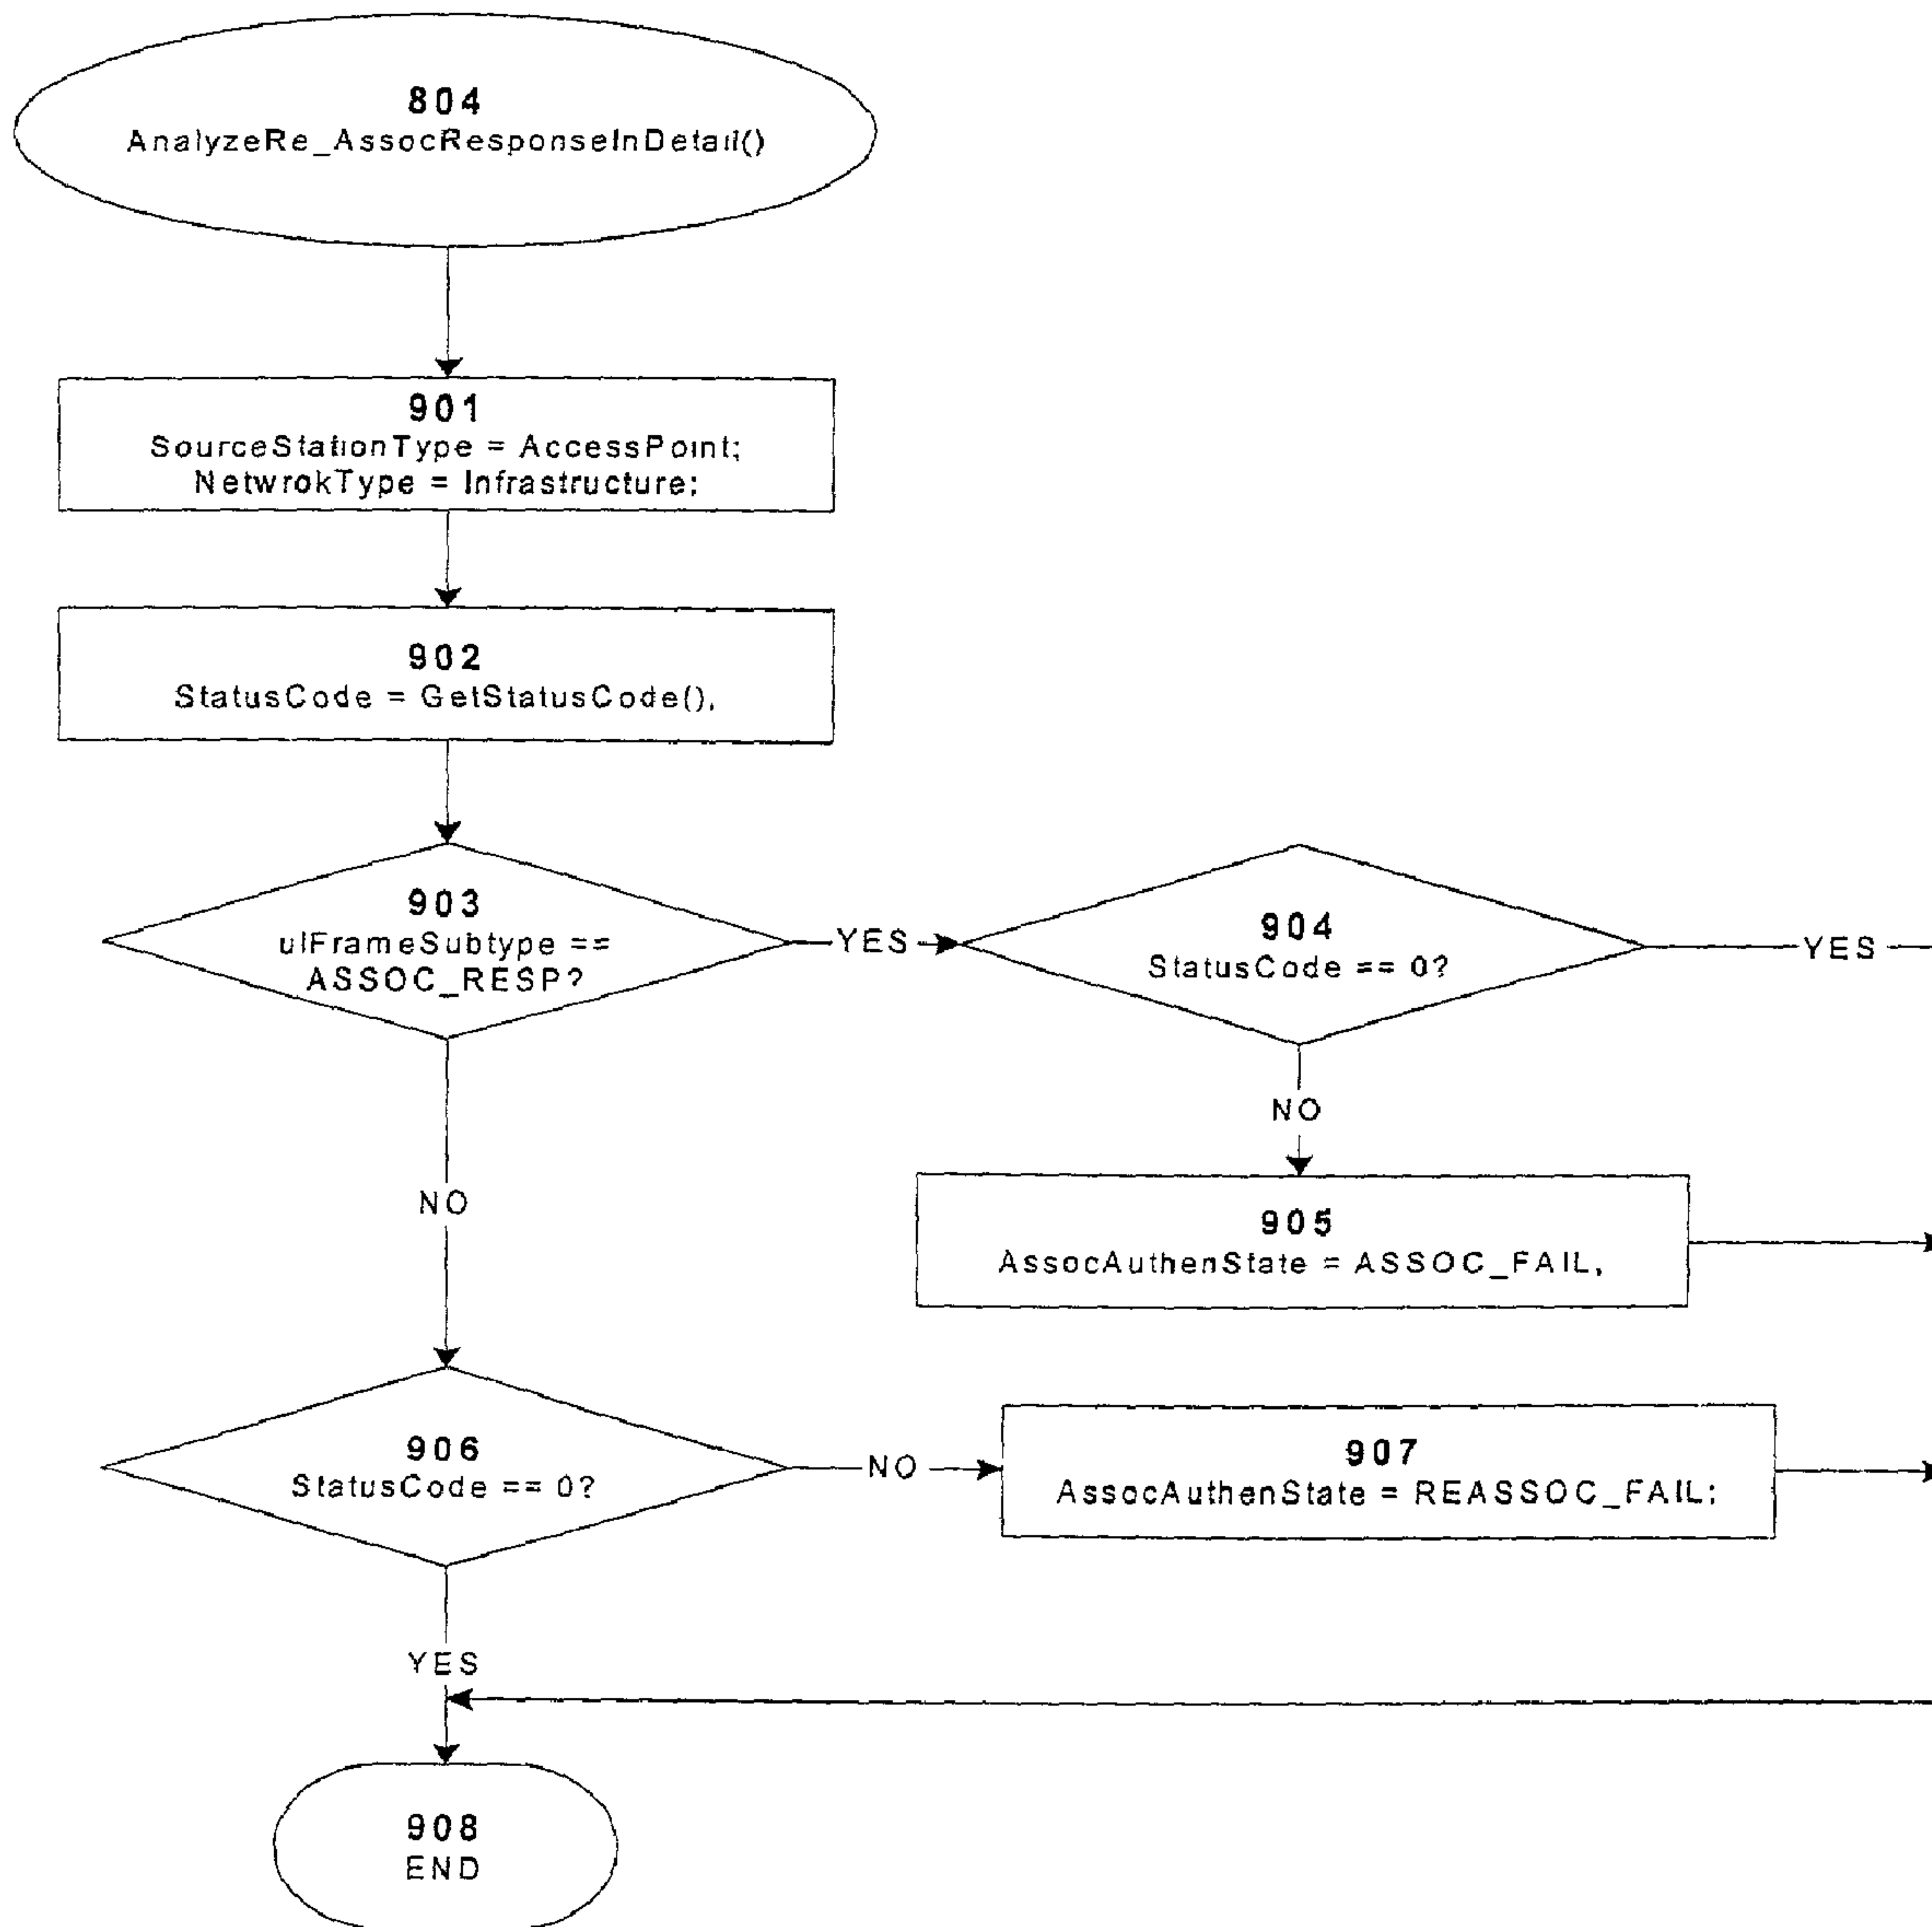 804
AnalyzeRe_AssocResponseInDetail()
901
SourceStationType = AccessPoint;
NetwrokType = Infrastructure;
902
StatusCode = GetStatusCode(),
903
ulFrameSubtype ==
ASSOC_RESP?
YES
904
StatusCode == 0?
YES
NO
NO
905
AssocAuthenState = ASSOC_FAIL,
906
StatusCode == 0?
NO
907
AssocAuthenState = REASSOC_FAIL;
YES
908
END